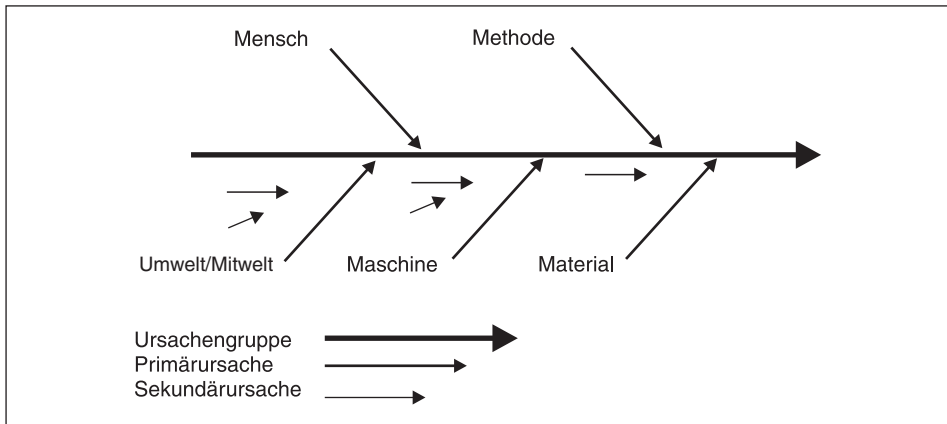 Mensch
Methode
Umwelt/Mitwelt
Maschine
Material
Ursachengruppe
Primärursache
Sekundärursache